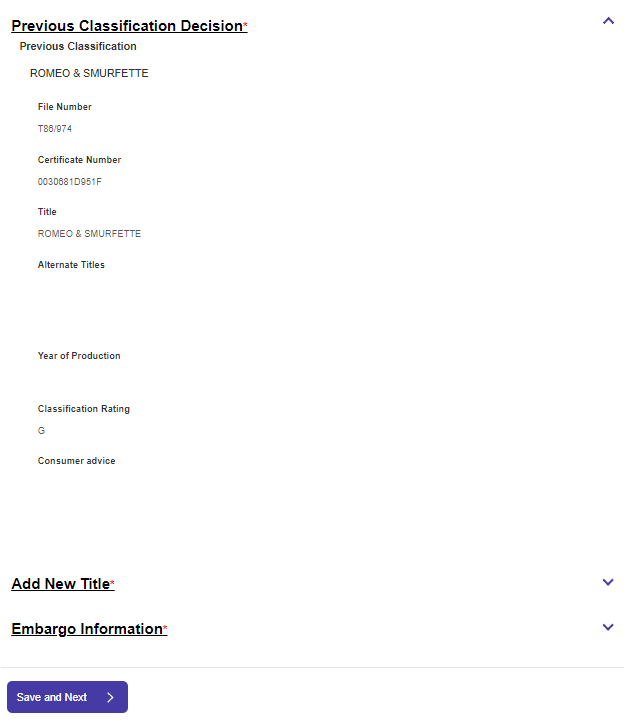 Previous Classification Decision*
Previous Classification
ROMEO & SMURFETTE
File Number
T86/974
Certificate Number
0030681D951F
Title
ROMEO & SMURFETTE
Alternate Titles
Year of Production
Classification Rating
G
Consumer advice
Add New Title*
Embargo Information*
Save and Next